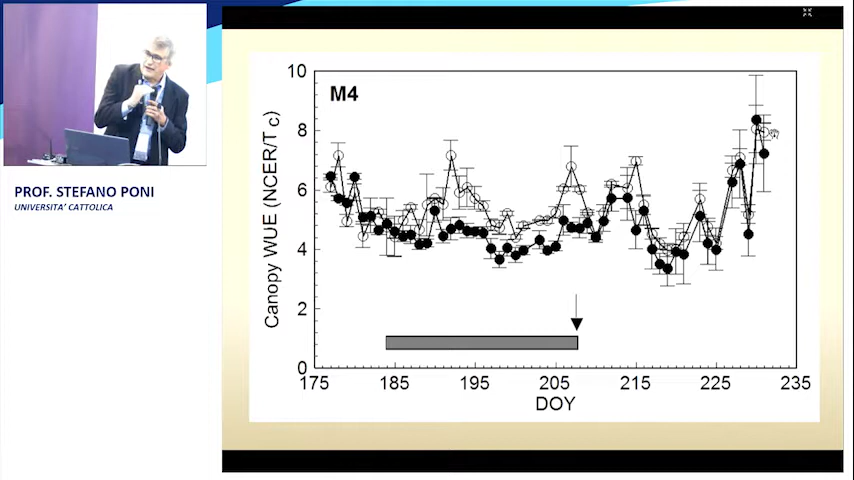 PROF. STEFANO PONI
UNIVERSITA' CATTOLICA
M4
Canopy WUE (NCER/Tc)
10
8
6
4
2
0
175
185
195
205
215
225
235
DOY